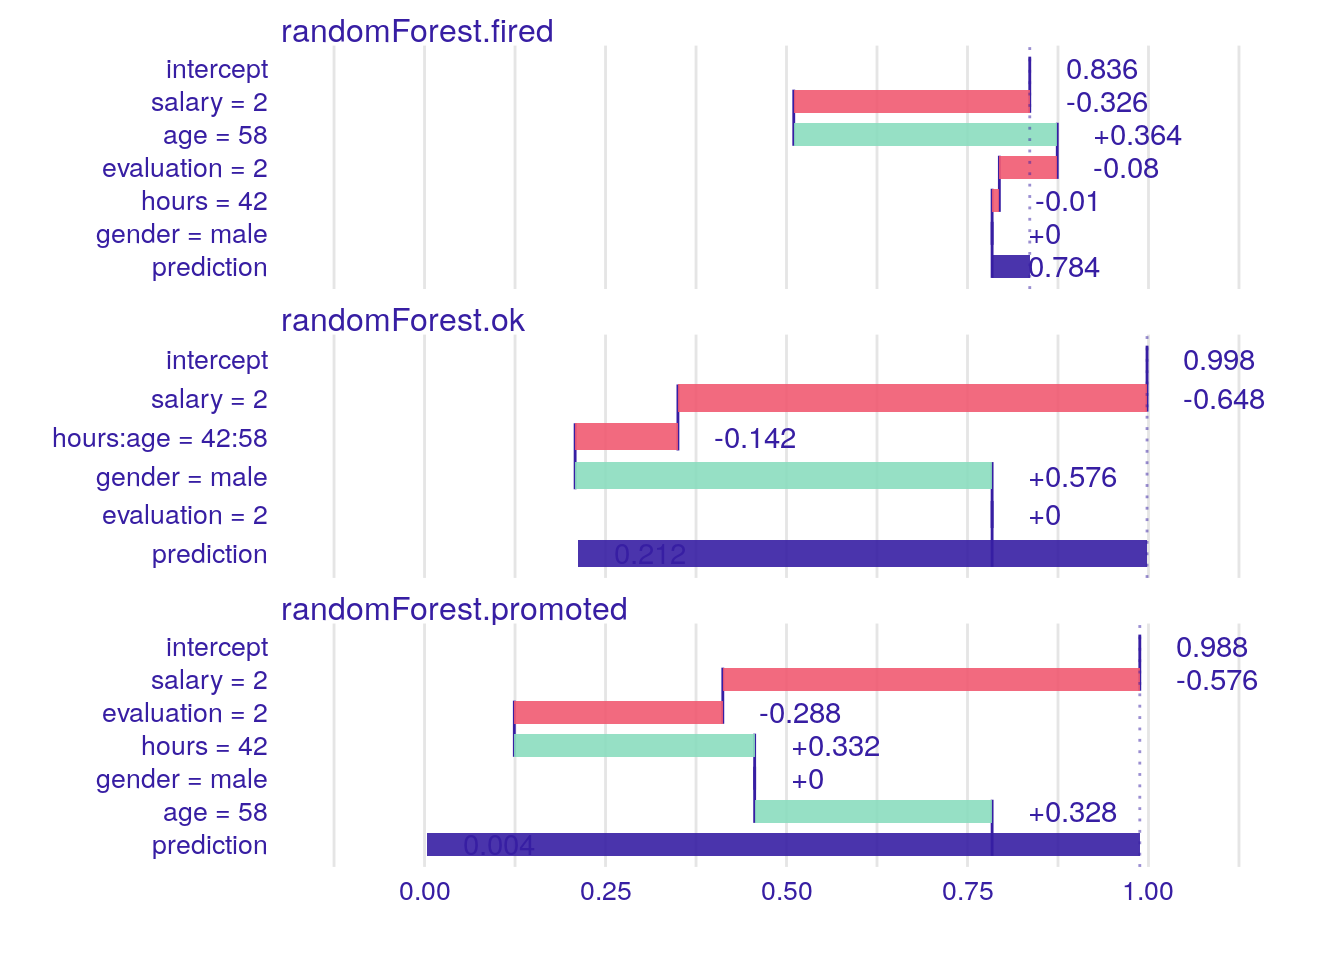 randomForest.fired
intercept 0.836
salary = 2 -0.326
age = 58 +0.364
evaluation = 2 -0.08
hours = 42 -0.01
gender = male +0
prediction 0.784
randomForest.ok
intercept 0.998
salary = 2 -0.648
hours:age = 42:58 -0.142
gender = male +0.576
evaluation = 2 +0
prediction 0.212
randomForest.promoted
intercept 0.988
salary = 2 -0.576
evaluation = 2 -0.288
hours = 42 +0.332
gender = male +0
age = 58 +0.328
prediction 0.004
0.00 0.25 0.50 0.75 1.00